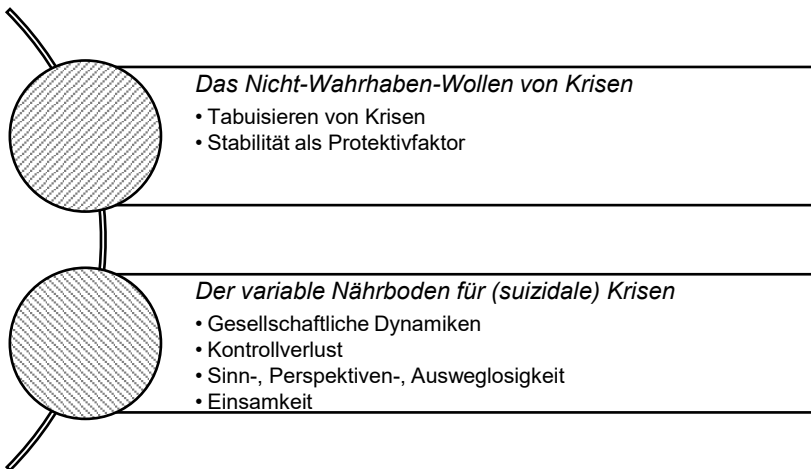 Das Nicht-Wahrhaben-Wollen von Krisen
• Tabuisieren von Krisen
• Stabilität als Protektivfaktor
Der variable Nährboden für (suizidale) Krisen
• Gesellschaftliche Dynamiken
• Kontrollverlust
• Sinn-, Perspektiven-, Ausweglosigkeit
• Einsamkeit